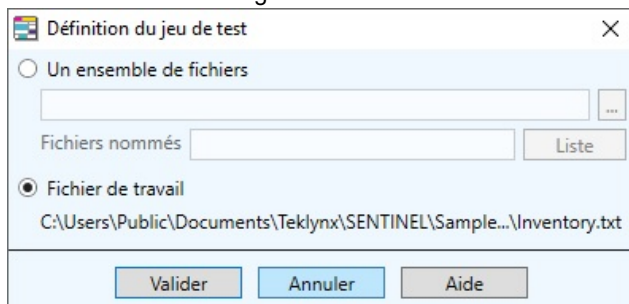 Définition du jeu de test
Un ensemble de fichiers
...
Fichiers nommés
Liste
Fichier de travail
C:\Users\Public\Documents\Teklynx\SENTINEL\Sample...\Inventory.txt
Valider Annuler Aide